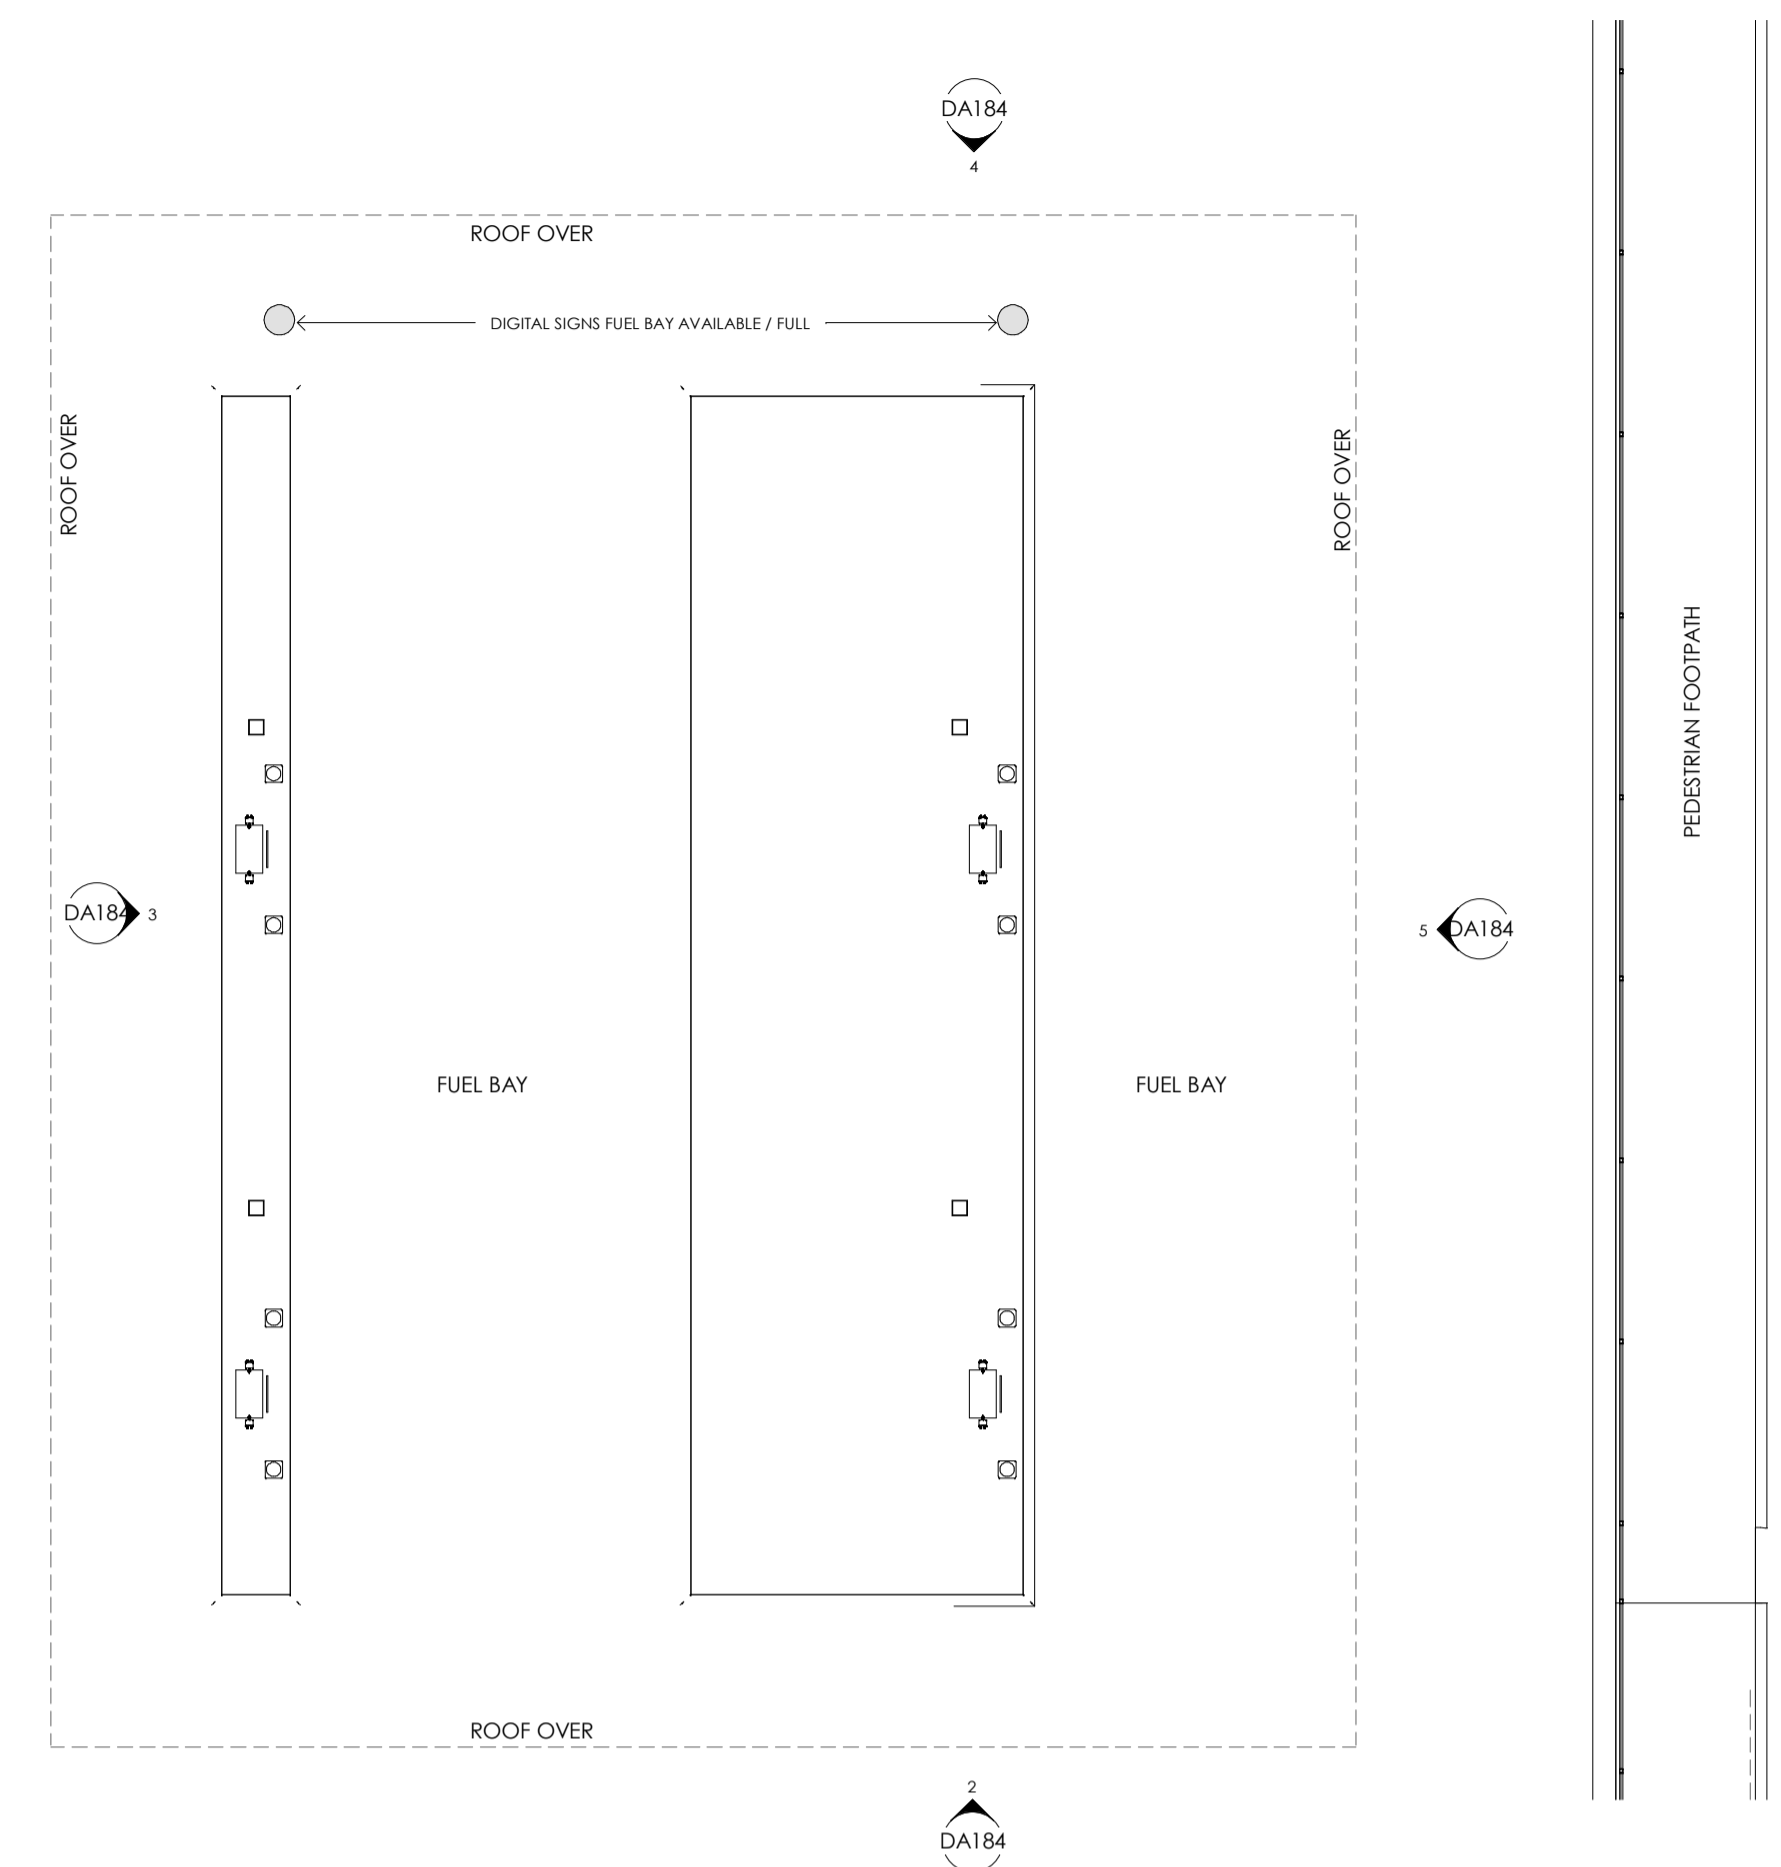 DA184
4
ROOF OVER
DIGITAL SIGNS FUEL BAY AVAILABLE / FULL
ROOF OVER
ROOF OVER
PEDESTRIAN FOOTPATH
DA184
3
5
DA184
FUEL BAY
FUEL BAY
ROOF OVER
2
DA184